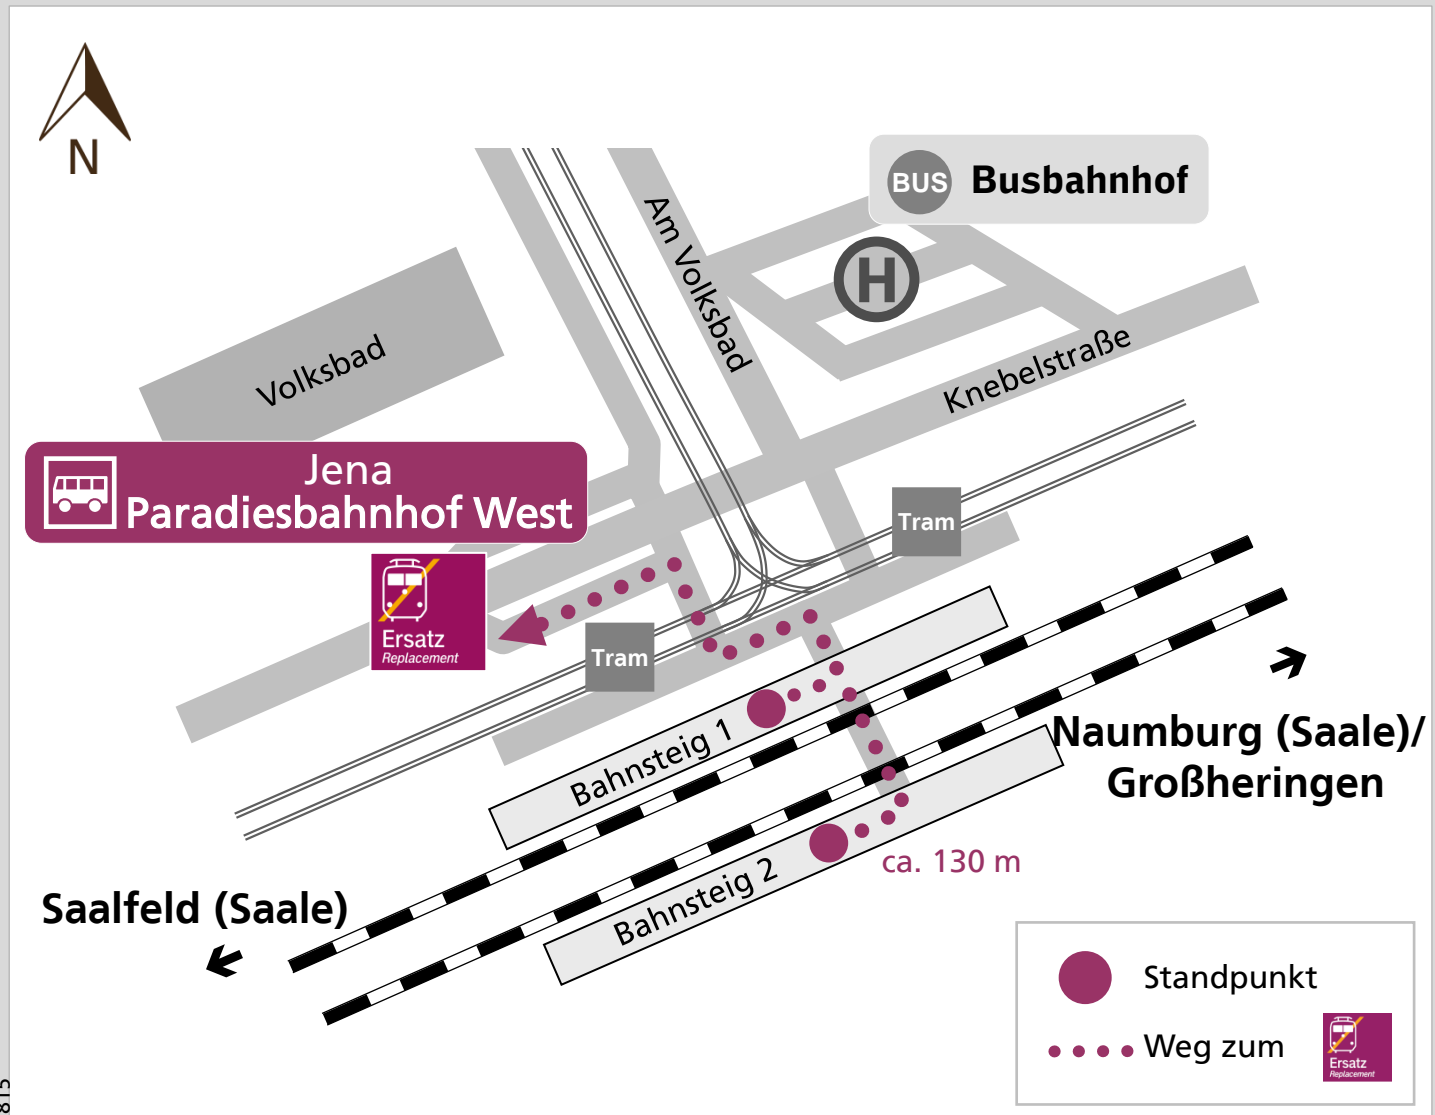 N
BUS Busbahnhof
H
Am Volksbad
Volksbad
Knebelstraße
Jena
Paradiesbahnhof West
Tram
Ersatz
Replacement
Tram
Bahnsteig 1
Naumburg (Saale)/
Großheringen
Bahnsteig 2
ca. 130 m
Saalfeld (Saale)
Standpunkt
Weg zum
Ersatz
Replacement